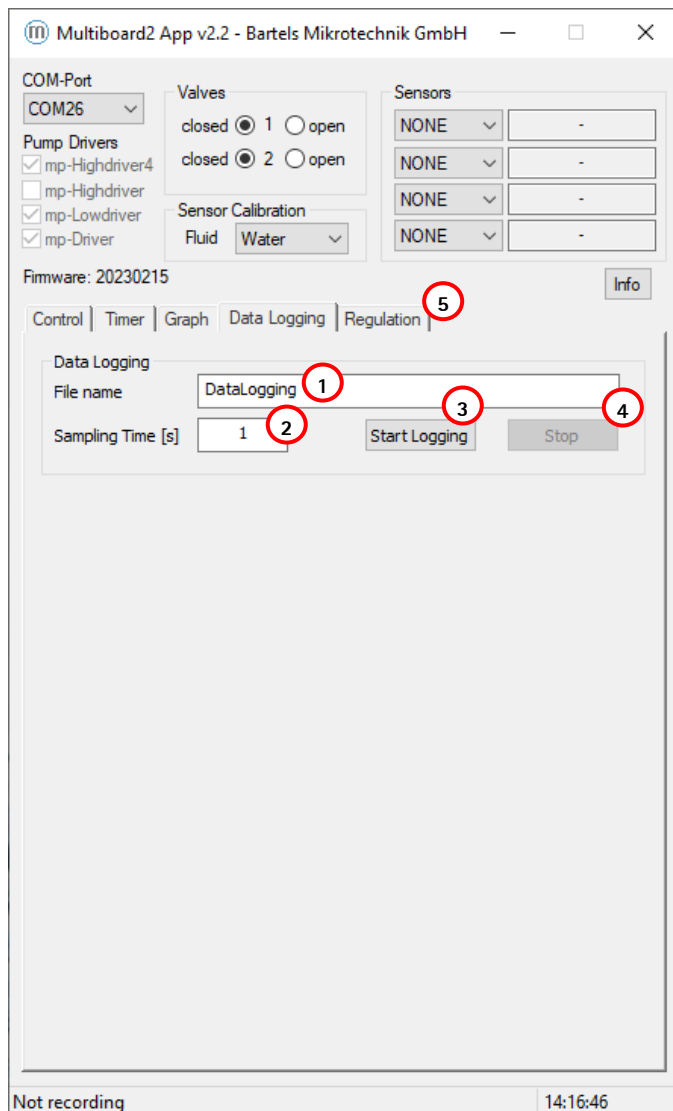 Multiboard2 App v2.2 - Bartels Mikrotechnik GmbH
COM-Port
COM26
Pump Drivers
mp-Highdriver4
mp-Highdriver
mp-Lowdriver
mp-Driver
Valves
closed 1 open
closed 2 open
Sensor Calibration
Fluid Water
Sensors
NONE -
NONE -
NONE -
NONE -
Firmware: 20230215
Info
5
Control Timer Graph Data Logging Regulation
Data Logging
File name DataLogging 1
3
4
Sampling Time [s] 1 2 Start Logging Stop
Not recording 14:16:46